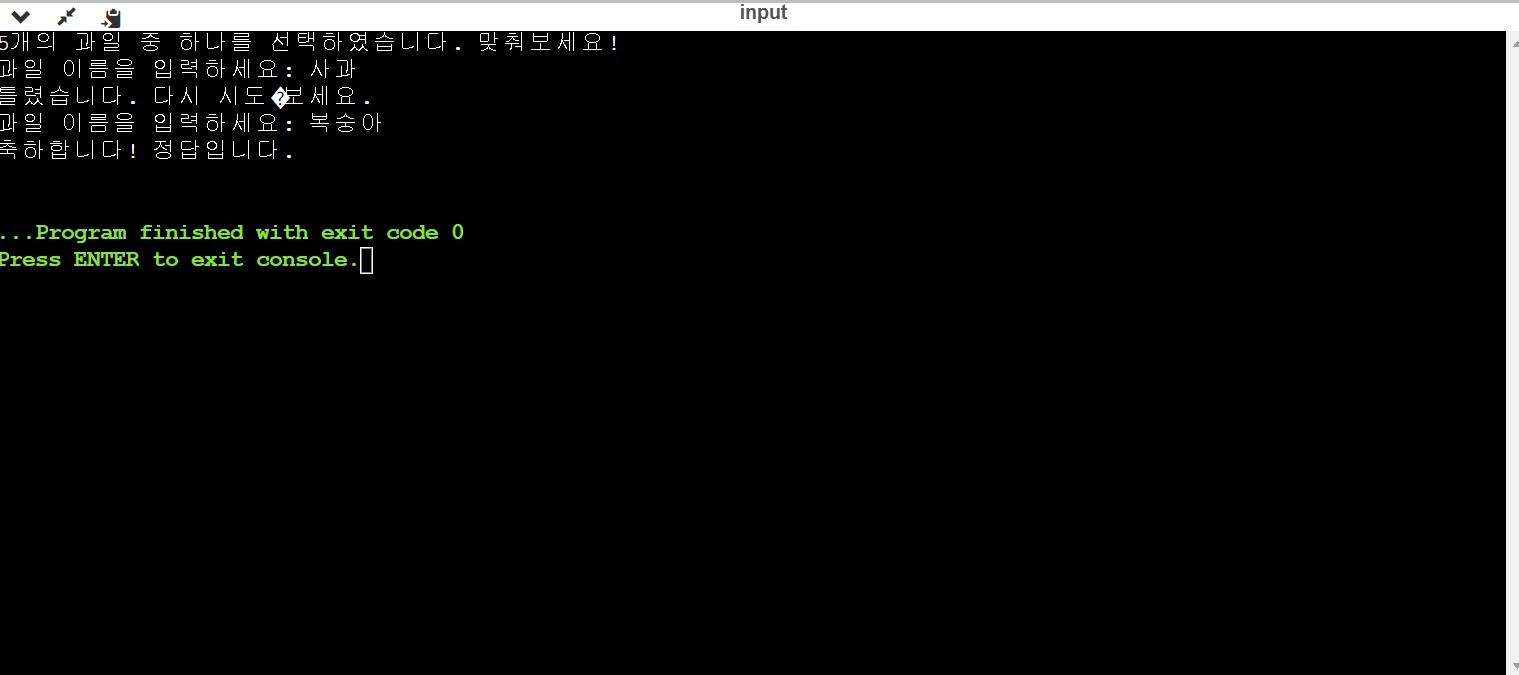 input
5개의 과일 중 하나를 선택하였습니다. 맞춰보세요!
과일 이름을 입력하세요: 사과
틀렸습니다. 다시 시도�보세요.
과일 이름을 입력하세요: 복숭아
축하합니다! 정답입니다.
...Program finished with exit code 0
Press ENTER to exit console.